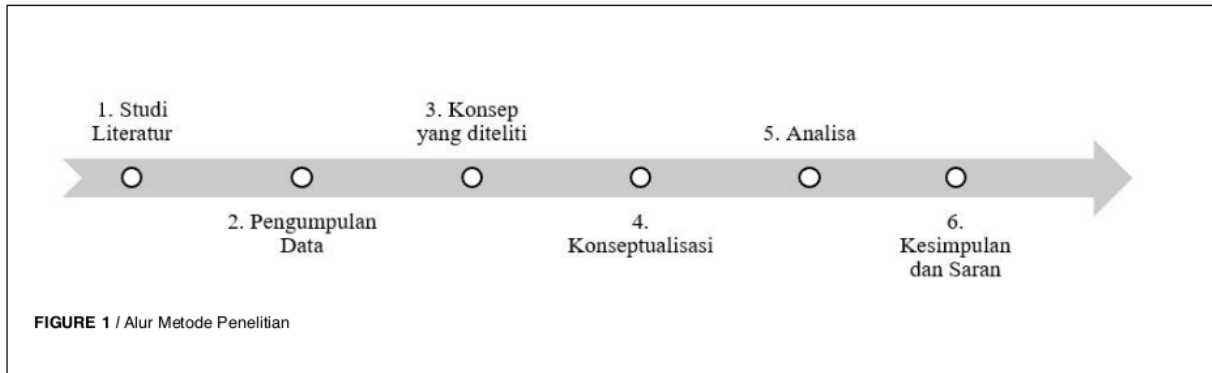 1. Studi
Literatur
2. Pengumpulan
Data
3. Konsep
yang diteliti
4.
Konseptualisasi
5. Analisa
6.
Kesimpulan
dan Saran
FIGURE 1 / Alur Metode Penelitian